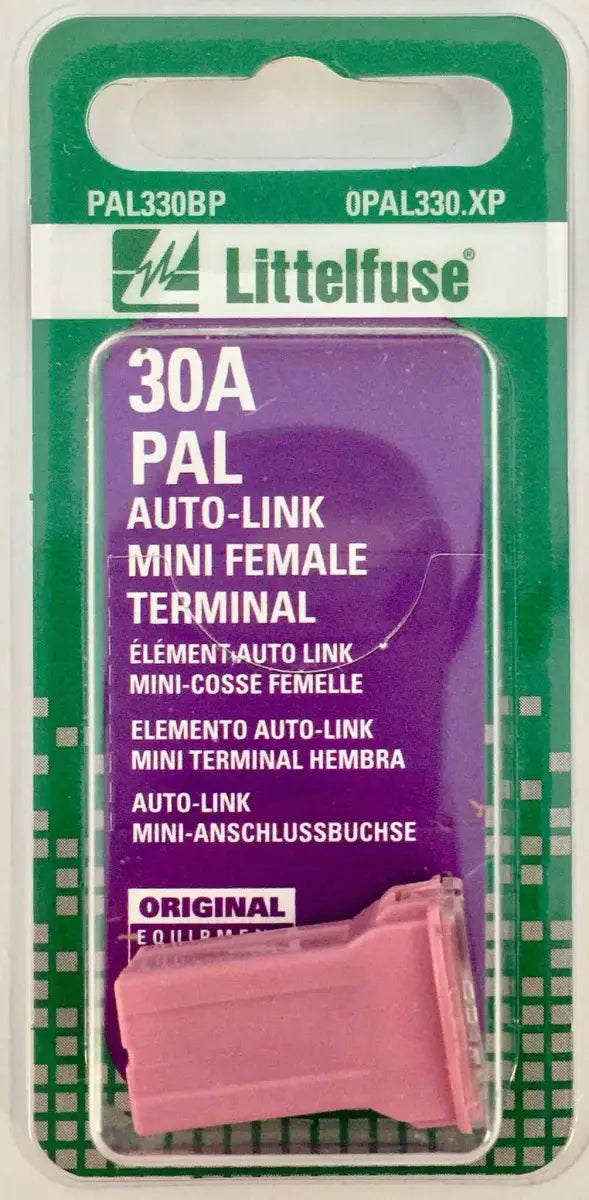 PAL330BP 0PAL330.XP
Littelfuse®
30A
PAL
AUTO-LINK
MINI FEMALE
TERMINAL
ÉLÉMENT AUTO LINK
MINI-COSSE FEMELLE
ELEMENTO AUTO-LINK
MINI TERMINAL HEMBRA
AUTO-LINK
MINI-ANSCHLUSSBUCHSE
ORIGINAL